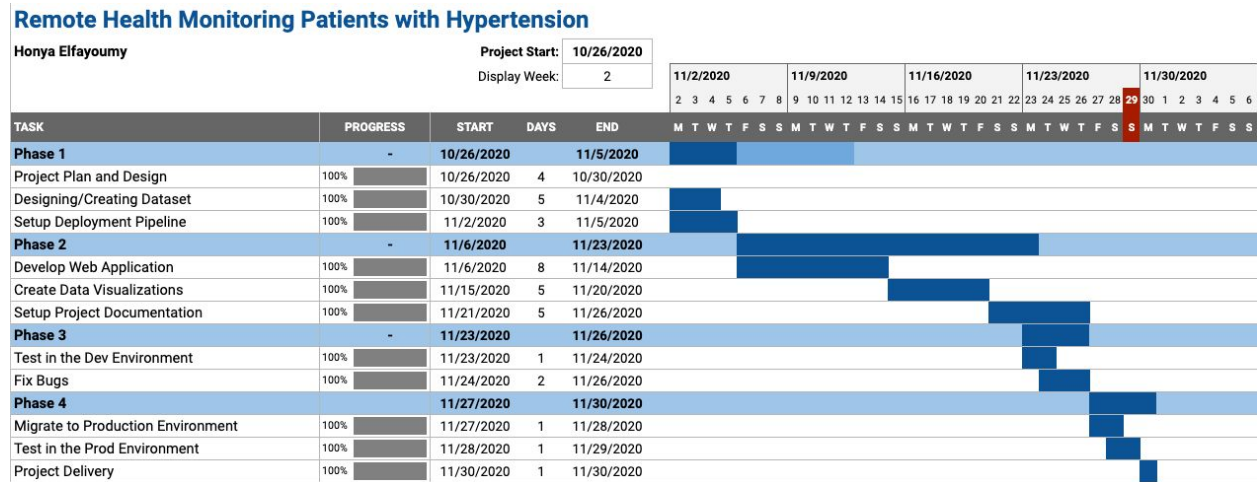 Remote Health Monitoring Patients with Hypertension
Honya Elfayoumy Project Start: 10/26/2020
Display Week: 2 11/2/2020 11/9/2020 11/16/2020 11/23/2020 11/30/2020
2 3 4 5 6 7 8 9 10 11 12 13 14 15 16 17 18 19 20 21 22 23 24 25 26 27 28 29 30 1 2 3 4 5 6
TASK PROGRESS START DAYS END M T W T F S S M T W T F S S M T W T F S S M T W T F S S M T W T F S S
Phase 1 - 10/26/2020 11/5/2020
Project Plan and Design 100% 10/26/2020 4 10/30/2020
Designing/Creating Dataset 100% 10/30/2020 5 11/4/2020
Setup Deployment Pipeline 100% 11/2/2020 3 11/5/2020
Phase 2 - 11/6/2020 11/23/2020
Develop Web Application 100% 11/6/2020 8 11/14/2020
Create Data Visualizations 100% 11/15/2020 5 11/20/2020
Setup Project Documentation 100% 11/21/2020 5 11/26/2020
Phase 3 - 11/23/2020 11/26/2020
Test in the Dev Environment 100% 11/23/2020 1 11/24/2020
Fix Bugs 100% 11/24/2020 2 11/26/2020
Phase 4 11/27/2020 11/30/2020
Migrate to Production Environment 100% 11/27/2020 1 11/28/2020
Test in the Prod Environment 100% 11/28/2020 1 11/29/2020
Project Delivery 100% 11/30/2020 1 11/30/2020